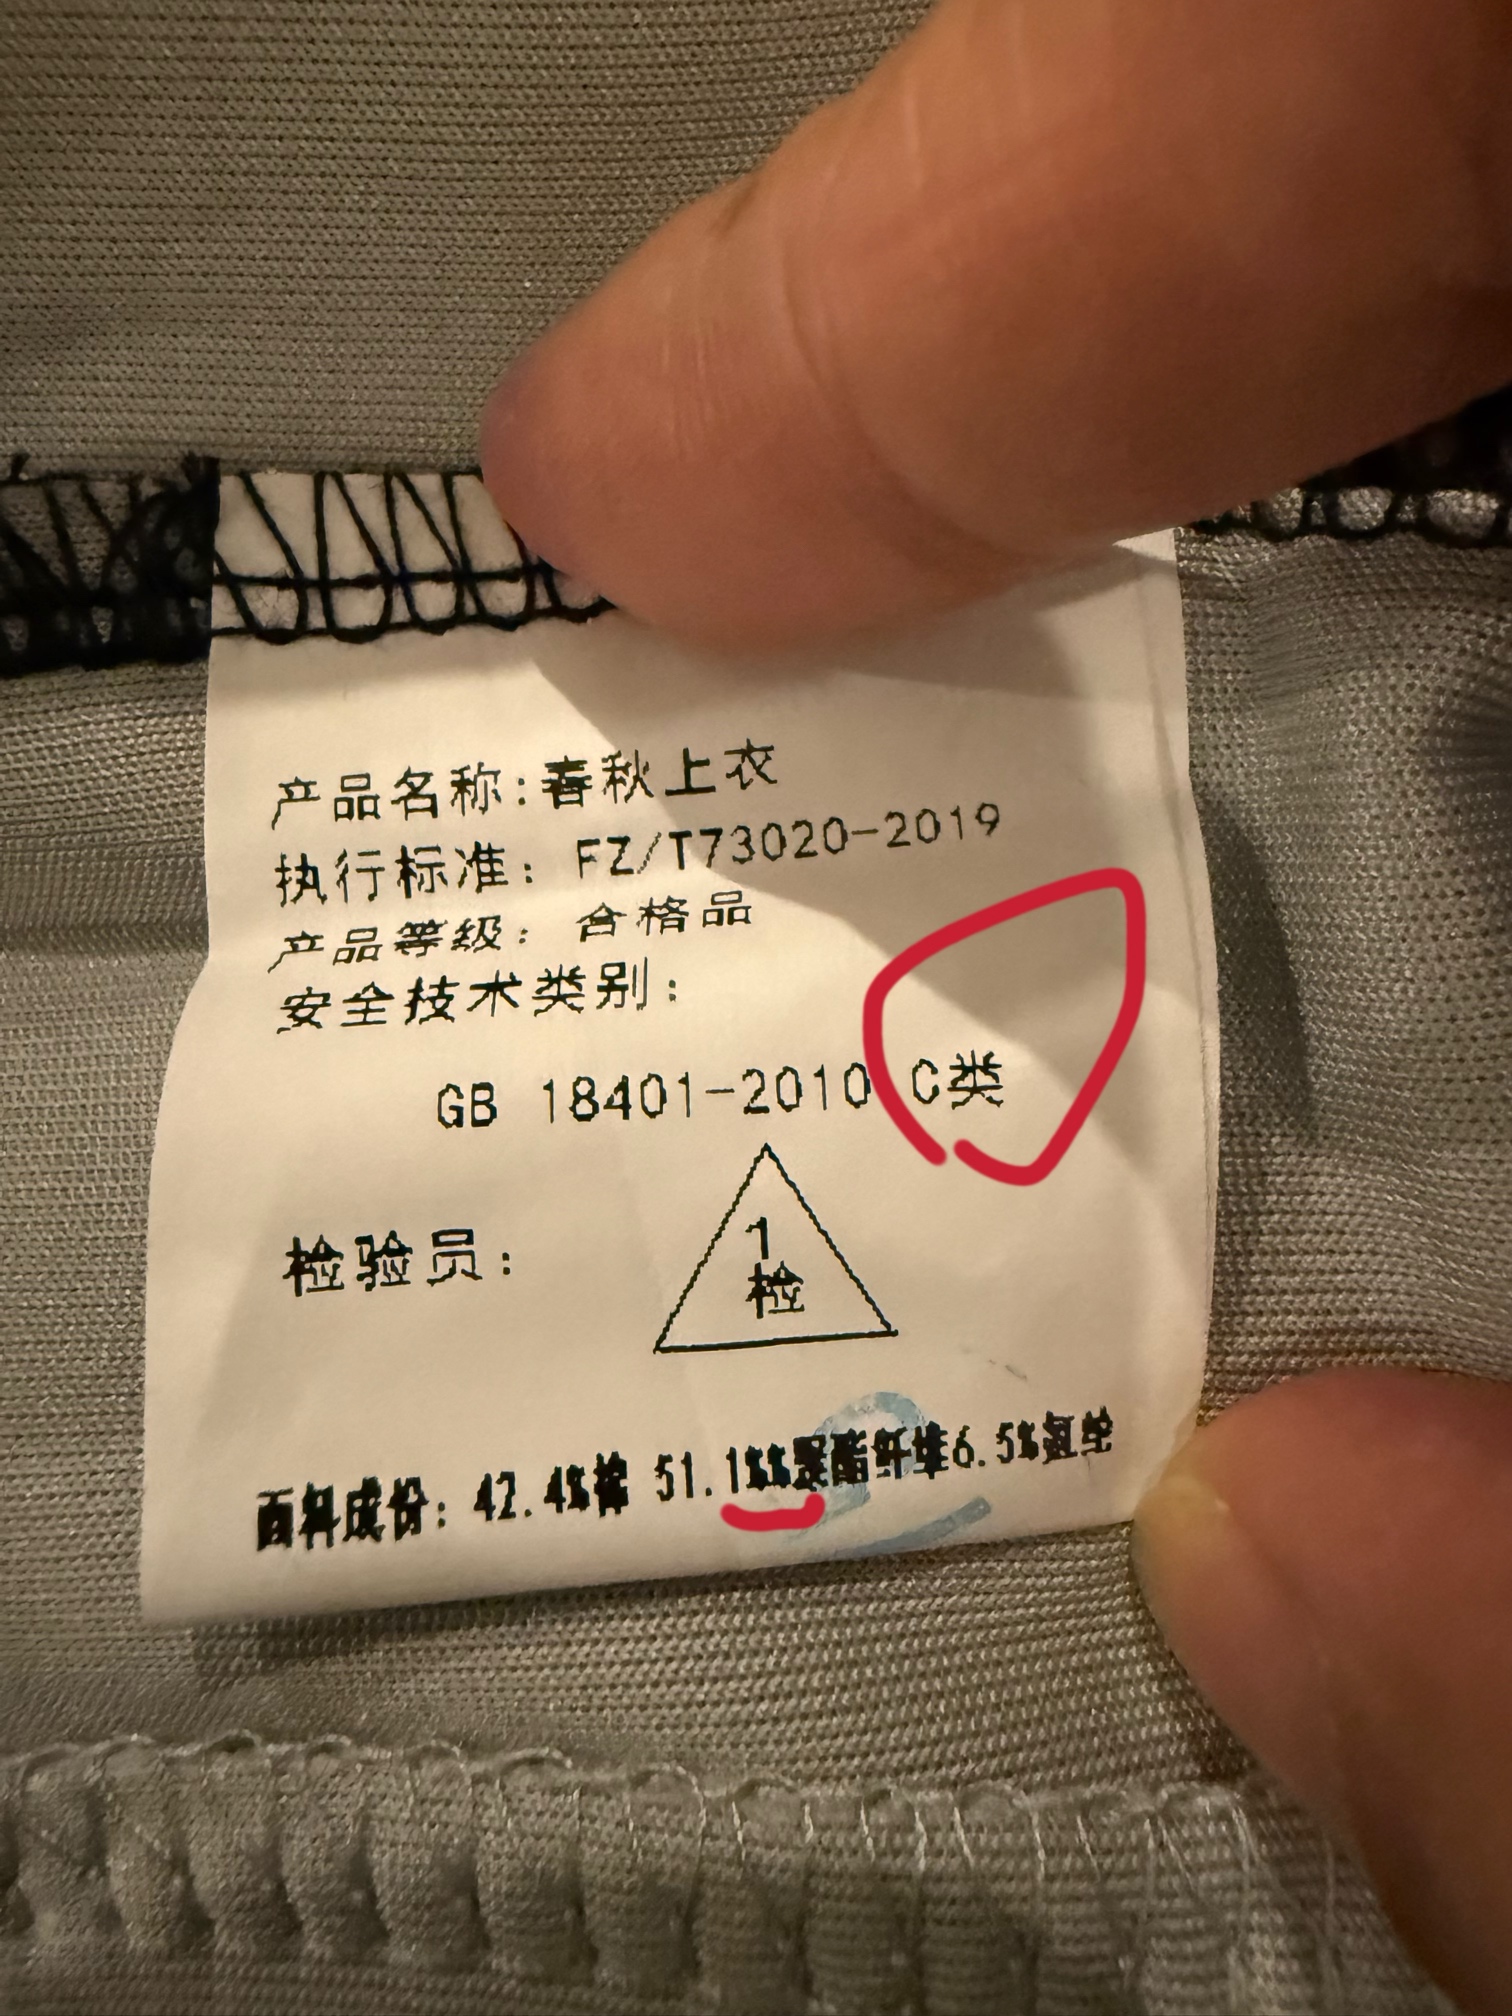 产品名称:春秋上衣
执行标准: FZ/T73020-2019
产品等级: 合格品
安全技术类别:
GB 18401-2010 C类
检验员:
1
检
面料成份: 42.4%棉 51.1%%聚酯纤维6.5%氨纶